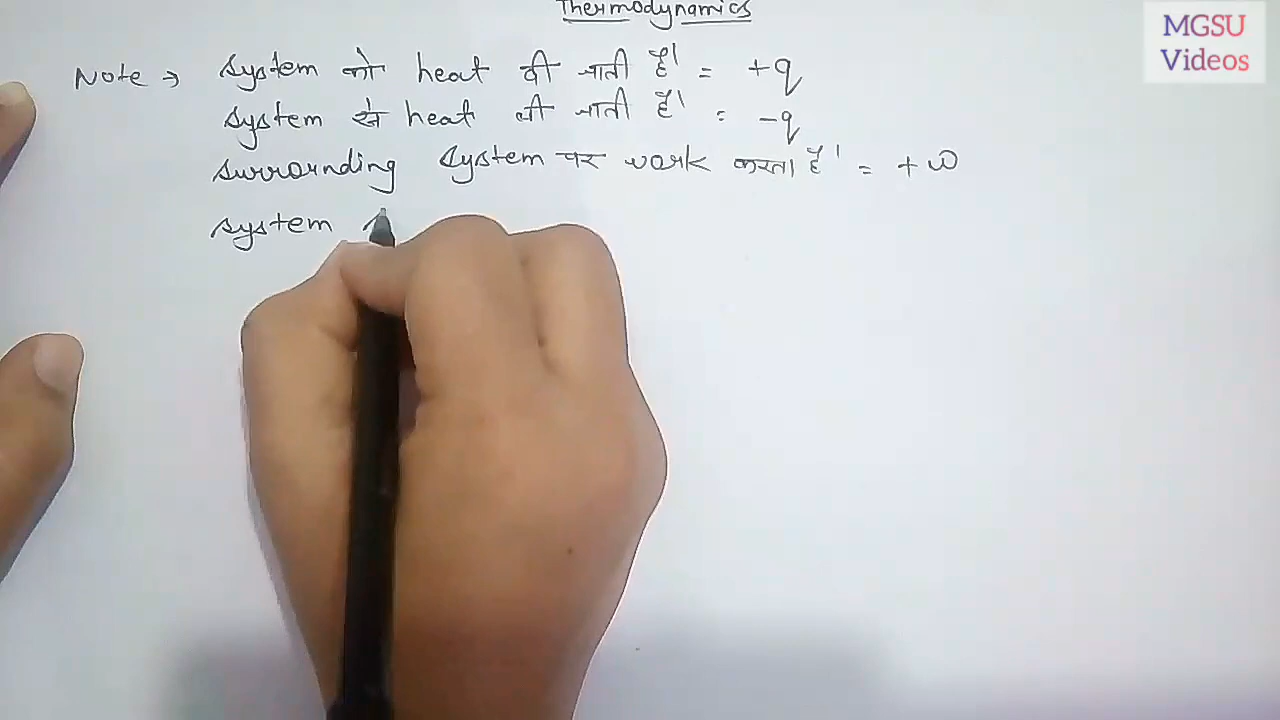 Thermodynamics
MGSU
Videos
Note → system को heat दी जाती है। = +q
system से heat ली जाती है। = -q
surrounding system पर work करता है। = +w
system